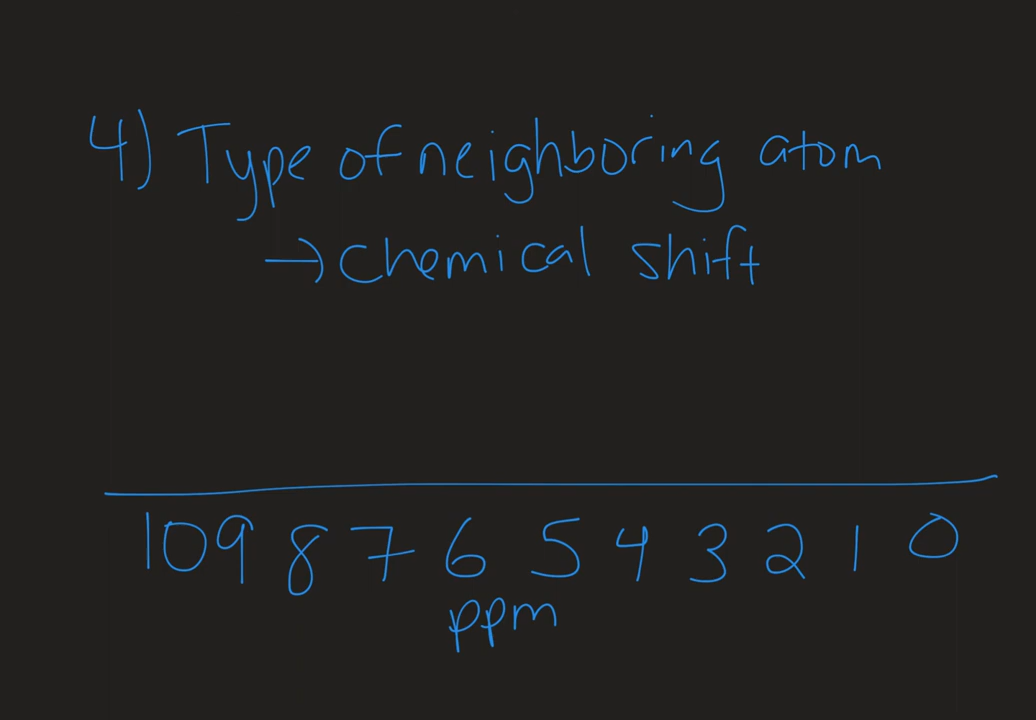 4) Type of neighboring atom
→ chemical shift
10 9 8 7 6 5 4 3 2 1 0
ppm